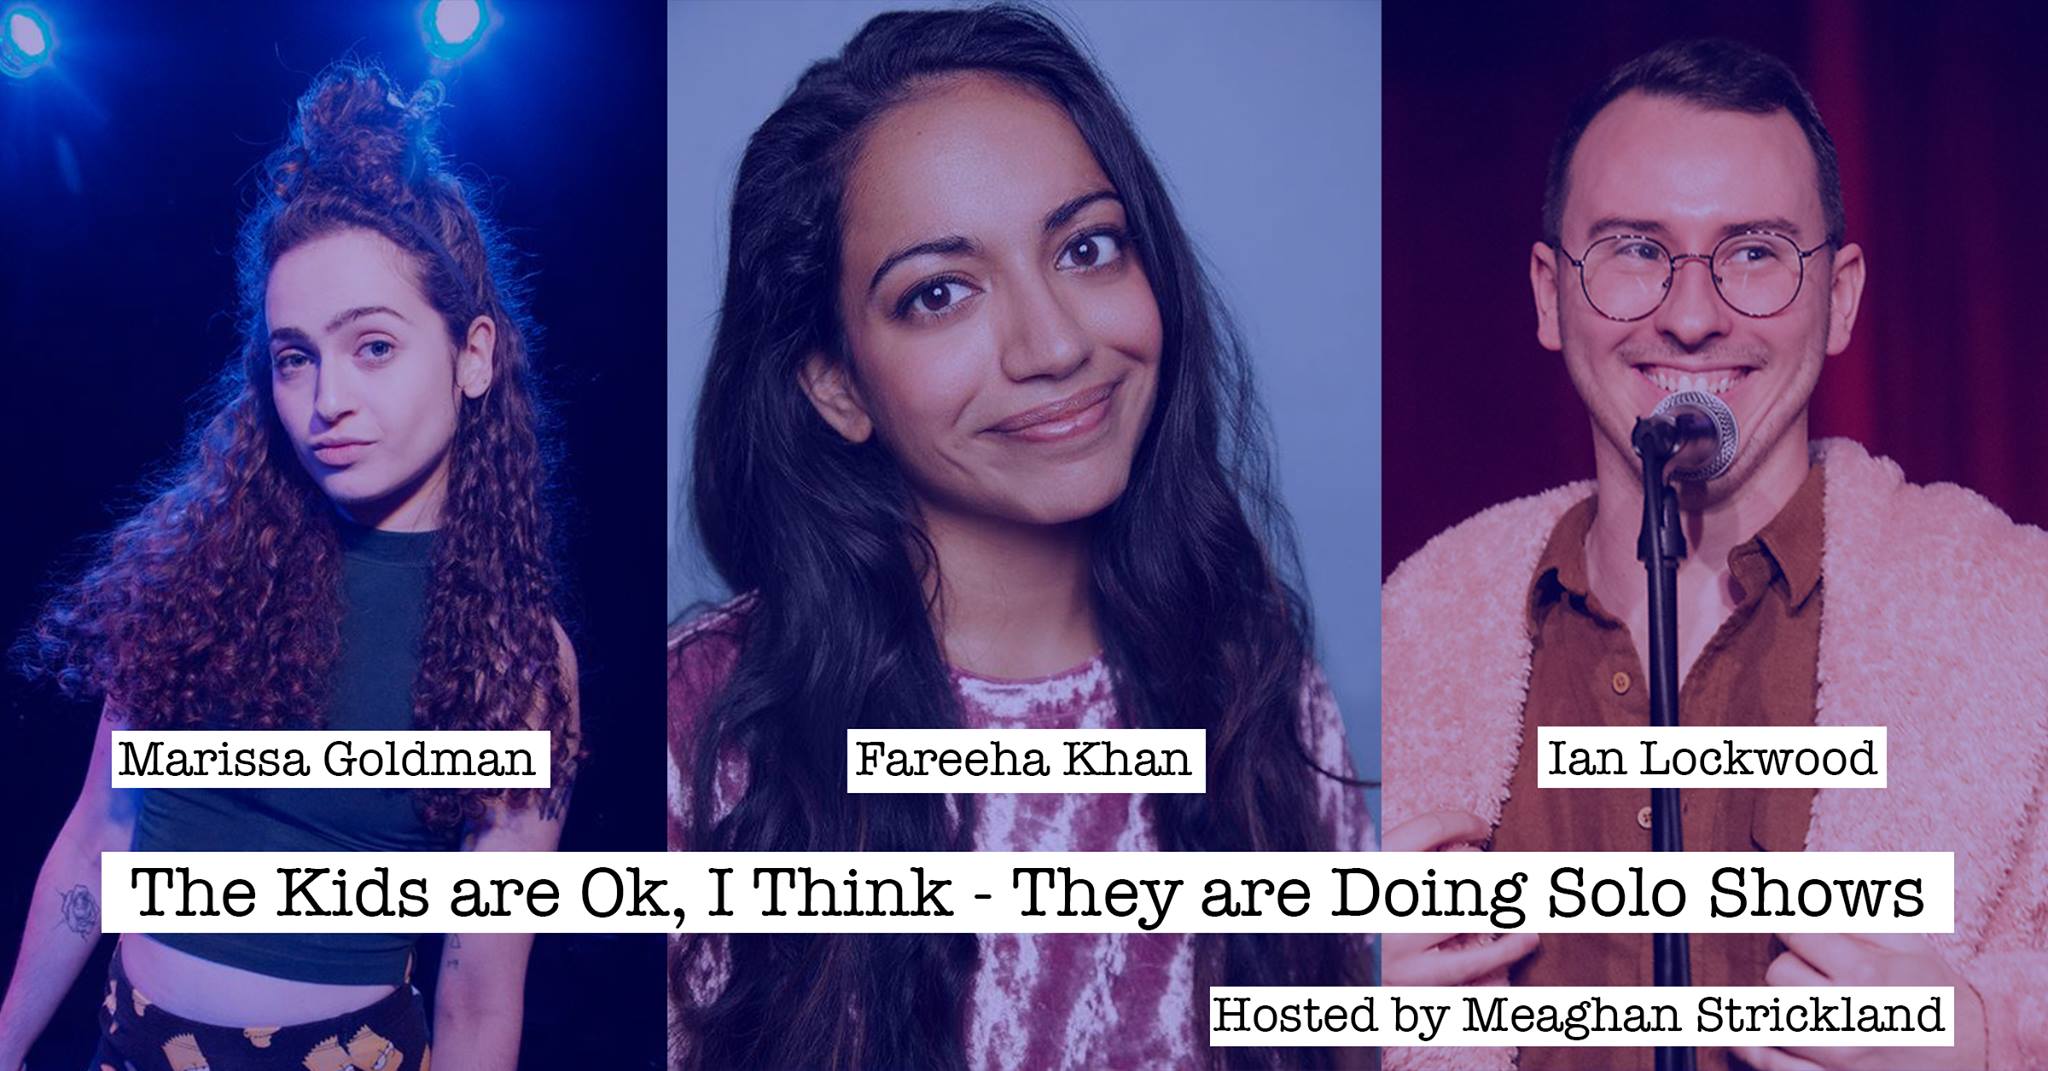 Marissa Goldman
Fareeha Khan
Ian Lockwood
The Kids are Ok, I Think - They are Doing Solo Shows
Hosted by Meaghan Strickland